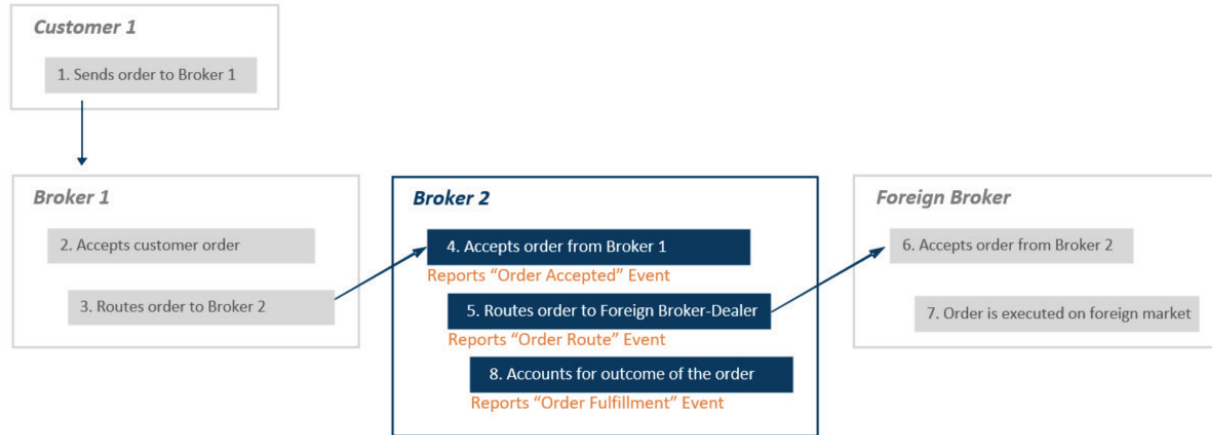 Customer 1
1. Sends order to Broker 1
Broker 1
2. Accepts customer order
3. Routes order to Broker 2
Broker 2
4. Accepts order from Broker 1
Reports “Order Accepted” Event
5. Routes order to Foreign Broker-Dealer
Reports “Order Route” Event
8. Accounts for outcome of the order
Reports “Order Fulfillment” Event
Foreign Broker
6. Accepts order from Broker 2
7. Order is executed on foreign market